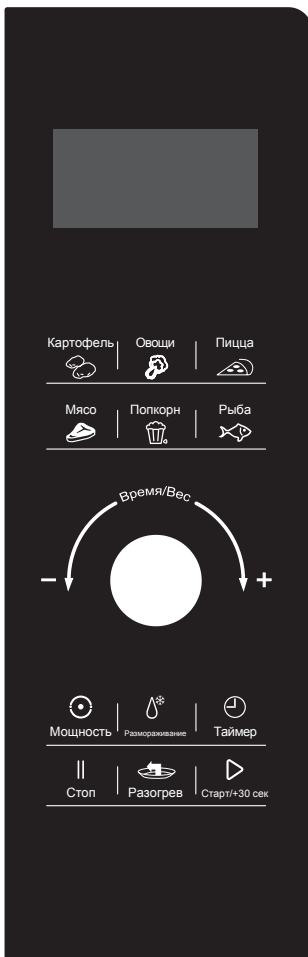 Картофель Овощи Пицца
Мясо Попкорн Рыба
Время/Вес
− +
Мощность Размораживание Таймер
Стоп Разогрев Старт/+30 сек